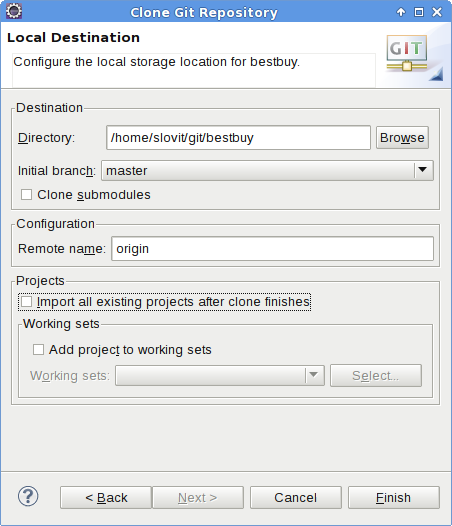 Clone Git Repository
Local Destination
Configure the local storage location for bestbuy.
GIT
Destination
Directory: /home/slovit/git/bestbuy Browse
Initial branch: master
Clone submodules
Configuration
Remote name: origin
Projects
Import all existing projects after clone finishes
Working sets
Add project to working sets
Working sets: Select...
? < Back Next > Cancel Finish